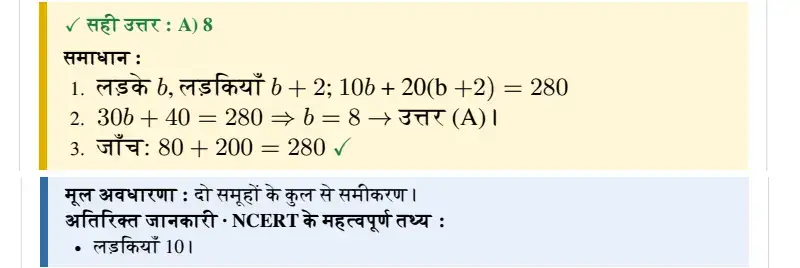 ✓ सही उत्तर : A) 8
समाधान :
1. लड़के b, लड़कियाँ b + 2; 10b + 20(b +2) = 280
2. 30b + 40 = 280 ⇒ b = 8 → उत्तर (A)।
3. जाँच: 80 + 200 = 280 ✓
मूल अवधारणा : दो समूहों के कुल से समीकरण।
अतिरिक्त जानकारी · NCERT के महत्वपूर्ण तथ्य :
• लड़कियाँ 10।